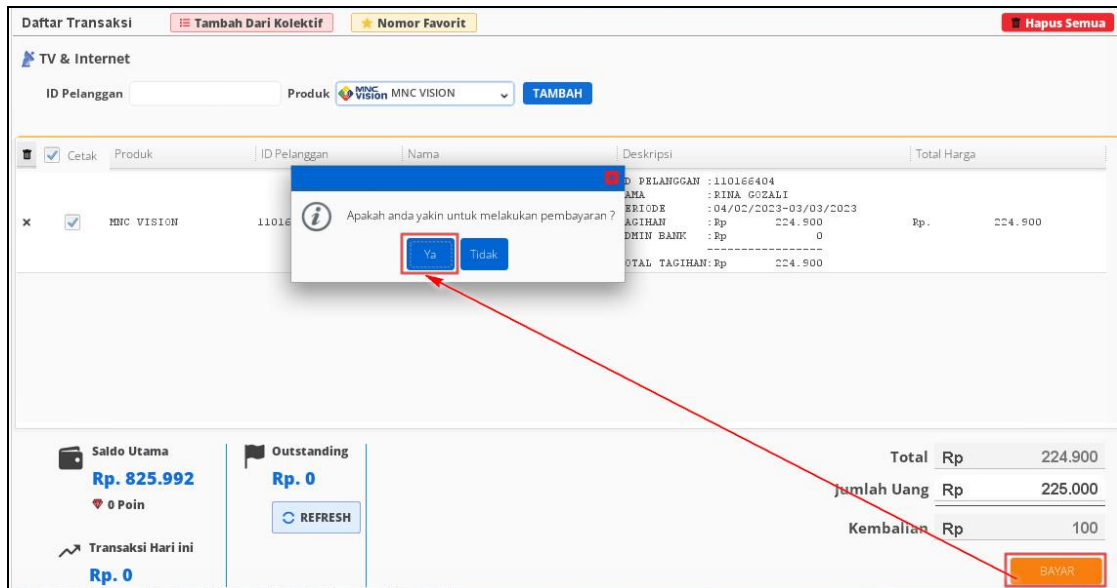 Daftar Transaksi Tambah Dari Kolektif Nomor Favorit Hapus Semua
TV & Internet
ID Pelanggan Produk MNC vision MNC VISION TAMBAH
Cetak Produk ID Pelanggan Nama Deskripsi Total Harga
D PELANGGAN :110166404
AMA :RINA GOZALI
ERIODE :04/02/2023-03/03/2023
MNC VISION 11016 Apakah anda yakin untuk melakukan pembayaran ? AGIHAN :Rp 224.900 Rp. 224.900
DMIN BANK :Rp 0
-----------------
Ya Tidak OTAL TAGIHAN:Rp 224.900
Saldo Utama Outstanding Total Rp 224.900
Rp. 825.992 Rp. 0 Jumlah Uang Rp 225.000
0 Poin REFRESH
Kembalian Rp 100
Transaksi Hari ini
Rp. 0 BAYAR